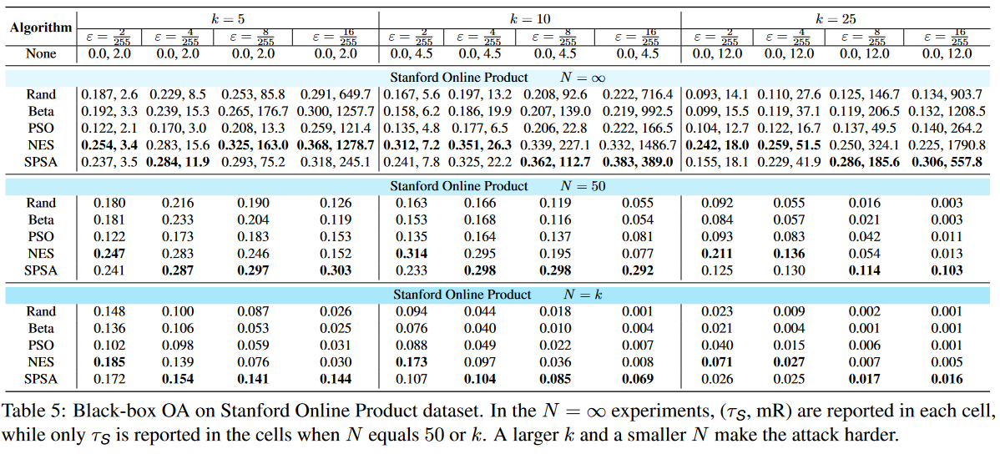 Algorithm k = 5 k = 10 k = 25
ε = 2/255 ε = 4/255 ε = 8/255 ε = 16/255 ε = 2/255 ε = 4/255 ε = 8/255 ε = 16/255 ε = 2/255 ε = 4/255 ε = 8/255 ε = 16/255
None 0.0, 2.0 0.0, 2.0 0.0, 2.0 0.0, 2.0 0.0, 4.5 0.0, 4.5 0.0, 4.5 0.0, 4.5 0.0, 12.0 0.0, 12.0 0.0, 12.0 0.0, 12.0
Stanford Online Product N = ∞
Rand 0.187, 2.6 0.229, 8.5 0.253, 85.8 0.291, 649.7 0.167, 5.6 0.197, 13.2 0.208, 92.6 0.222, 716.4 0.093, 14.1 0.110, 27.6 0.125, 146.7 0.134, 903.7
Beta 0.192, 3.3 0.239, 15.3 0.265, 176.7 0.300, 1257.7 0.158, 6.2 0.186, 19.9 0.207, 139.0 0.219, 992.5 0.099, 15.5 0.119, 37.1 0.119, 206.5 0.132, 1208.5
PSO 0.122, 2.1 0.170, 3.0 0.208, 13.3 0.259, 121.4 0.135, 4.8 0.177, 6.5 0.206, 22.8 0.222, 166.5 0.104, 12.7 0.122, 16.7 0.137, 49.5 0.140, 264.2
NES 0.254, 3.4 0.283, 15.6 0.325, 163.0 0.368, 1278.7 0.312, 7.2 0.351, 26.3 0.339, 227.1 0.332, 1486.7 0.242, 18.0 0.259, 51.5 0.250, 324.1 0.225, 1790.8
SPSA 0.237, 3.5 0.284, 11.9 0.293, 75.2 0.318, 245.1 0.241, 7.8 0.325, 22.2 0.362, 112.7 0.383, 389.0 0.155, 18.1 0.229, 41.9 0.286, 185.6 0.306, 557.8
Stanford Online Product N = 50
Rand 0.180 0.216 0.190 0.126 0.163 0.166 0.119 0.055 0.092 0.055 0.016 0.003
Beta 0.181 0.233 0.204 0.119 0.153 0.168 0.116 0.054 0.084 0.057 0.021 0.003
PSO 0.122 0.173 0.183 0.153 0.135 0.164 0.137 0.081 0.093 0.083 0.042 0.011
NES 0.247 0.283 0.246 0.152 0.314 0.295 0.195 0.077 0.211 0.136 0.054 0.013
SPSA 0.241 0.287 0.297 0.303 0.233 0.298 0.298 0.292 0.125 0.130 0.114 0.103
Stanford Online Product N = k
Rand 0.148 0.100 0.087 0.026 0.094 0.044 0.018 0.001 0.023 0.009 0.002 0.001
Beta 0.136 0.106 0.053 0.025 0.076 0.040 0.010 0.004 0.021 0.004 0.001 0.001
PSO 0.102 0.098 0.059 0.031 0.088 0.049 0.022 0.007 0.040 0.015 0.006 0.001
NES 0.185 0.139 0.076 0.030 0.173 0.097 0.036 0.008 0.071 0.027 0.007 0.005
SPSA 0.172 0.154 0.141 0.144 0.107 0.104 0.085 0.069 0.026 0.025 0.017 0.016
Table 5: Black-box OA on Stanford Online Product dataset. In the N = ∞ experiments, (τS, mR) are reported in each cell,
while only τS is reported in the cells when N equals 50 or k. A larger k and a smaller N make the attack harder.